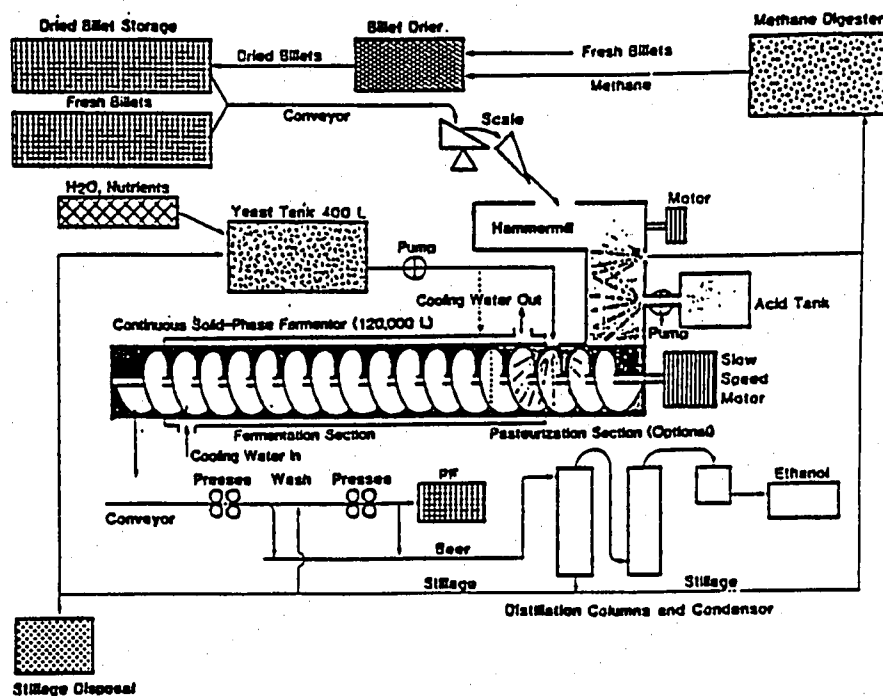 Dried Billet Storage
Billet Drier.
Methane Digester
Dried Billets
Fresh Billets
Methane
Fresh Billets
Conveyor
Scale
H2O, Nutrients
Yeast Tank 400 L
Pump
Hammermill
Motor
Cooling Water Out
Acid Tank
Pump
Continuous Solid-Phase Fermentor (120,000 L)
Slow
Speed
Motor
Fermentation Section
Pasteurization Section (Optional)
Cooling Water In
Presses
Wash
Presses
PF
Ethanol
Conveyor
Beer
Stillage
Stillage
Distillation Columns and Condensor
Stillage Disposal